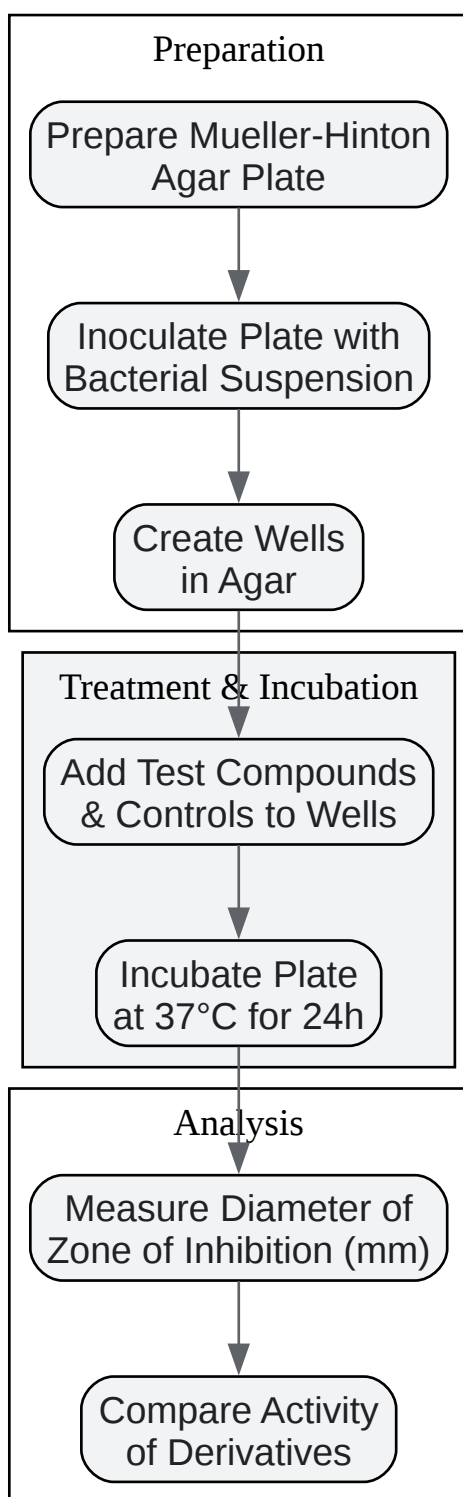 Preparation
Prepare Mueller-Hinton
Agar Plate
Inoculate Plate with
Bacterial Suspension
Create Wells
in Agar
Treatment & Incubation
Add Test Compounds
& Controls to Wells
Incubate Plate
at 37°C for 24h
Analysis
Measure Diameter of
Zone of Inhibition (mm)
Compare Activity
of Derivatives